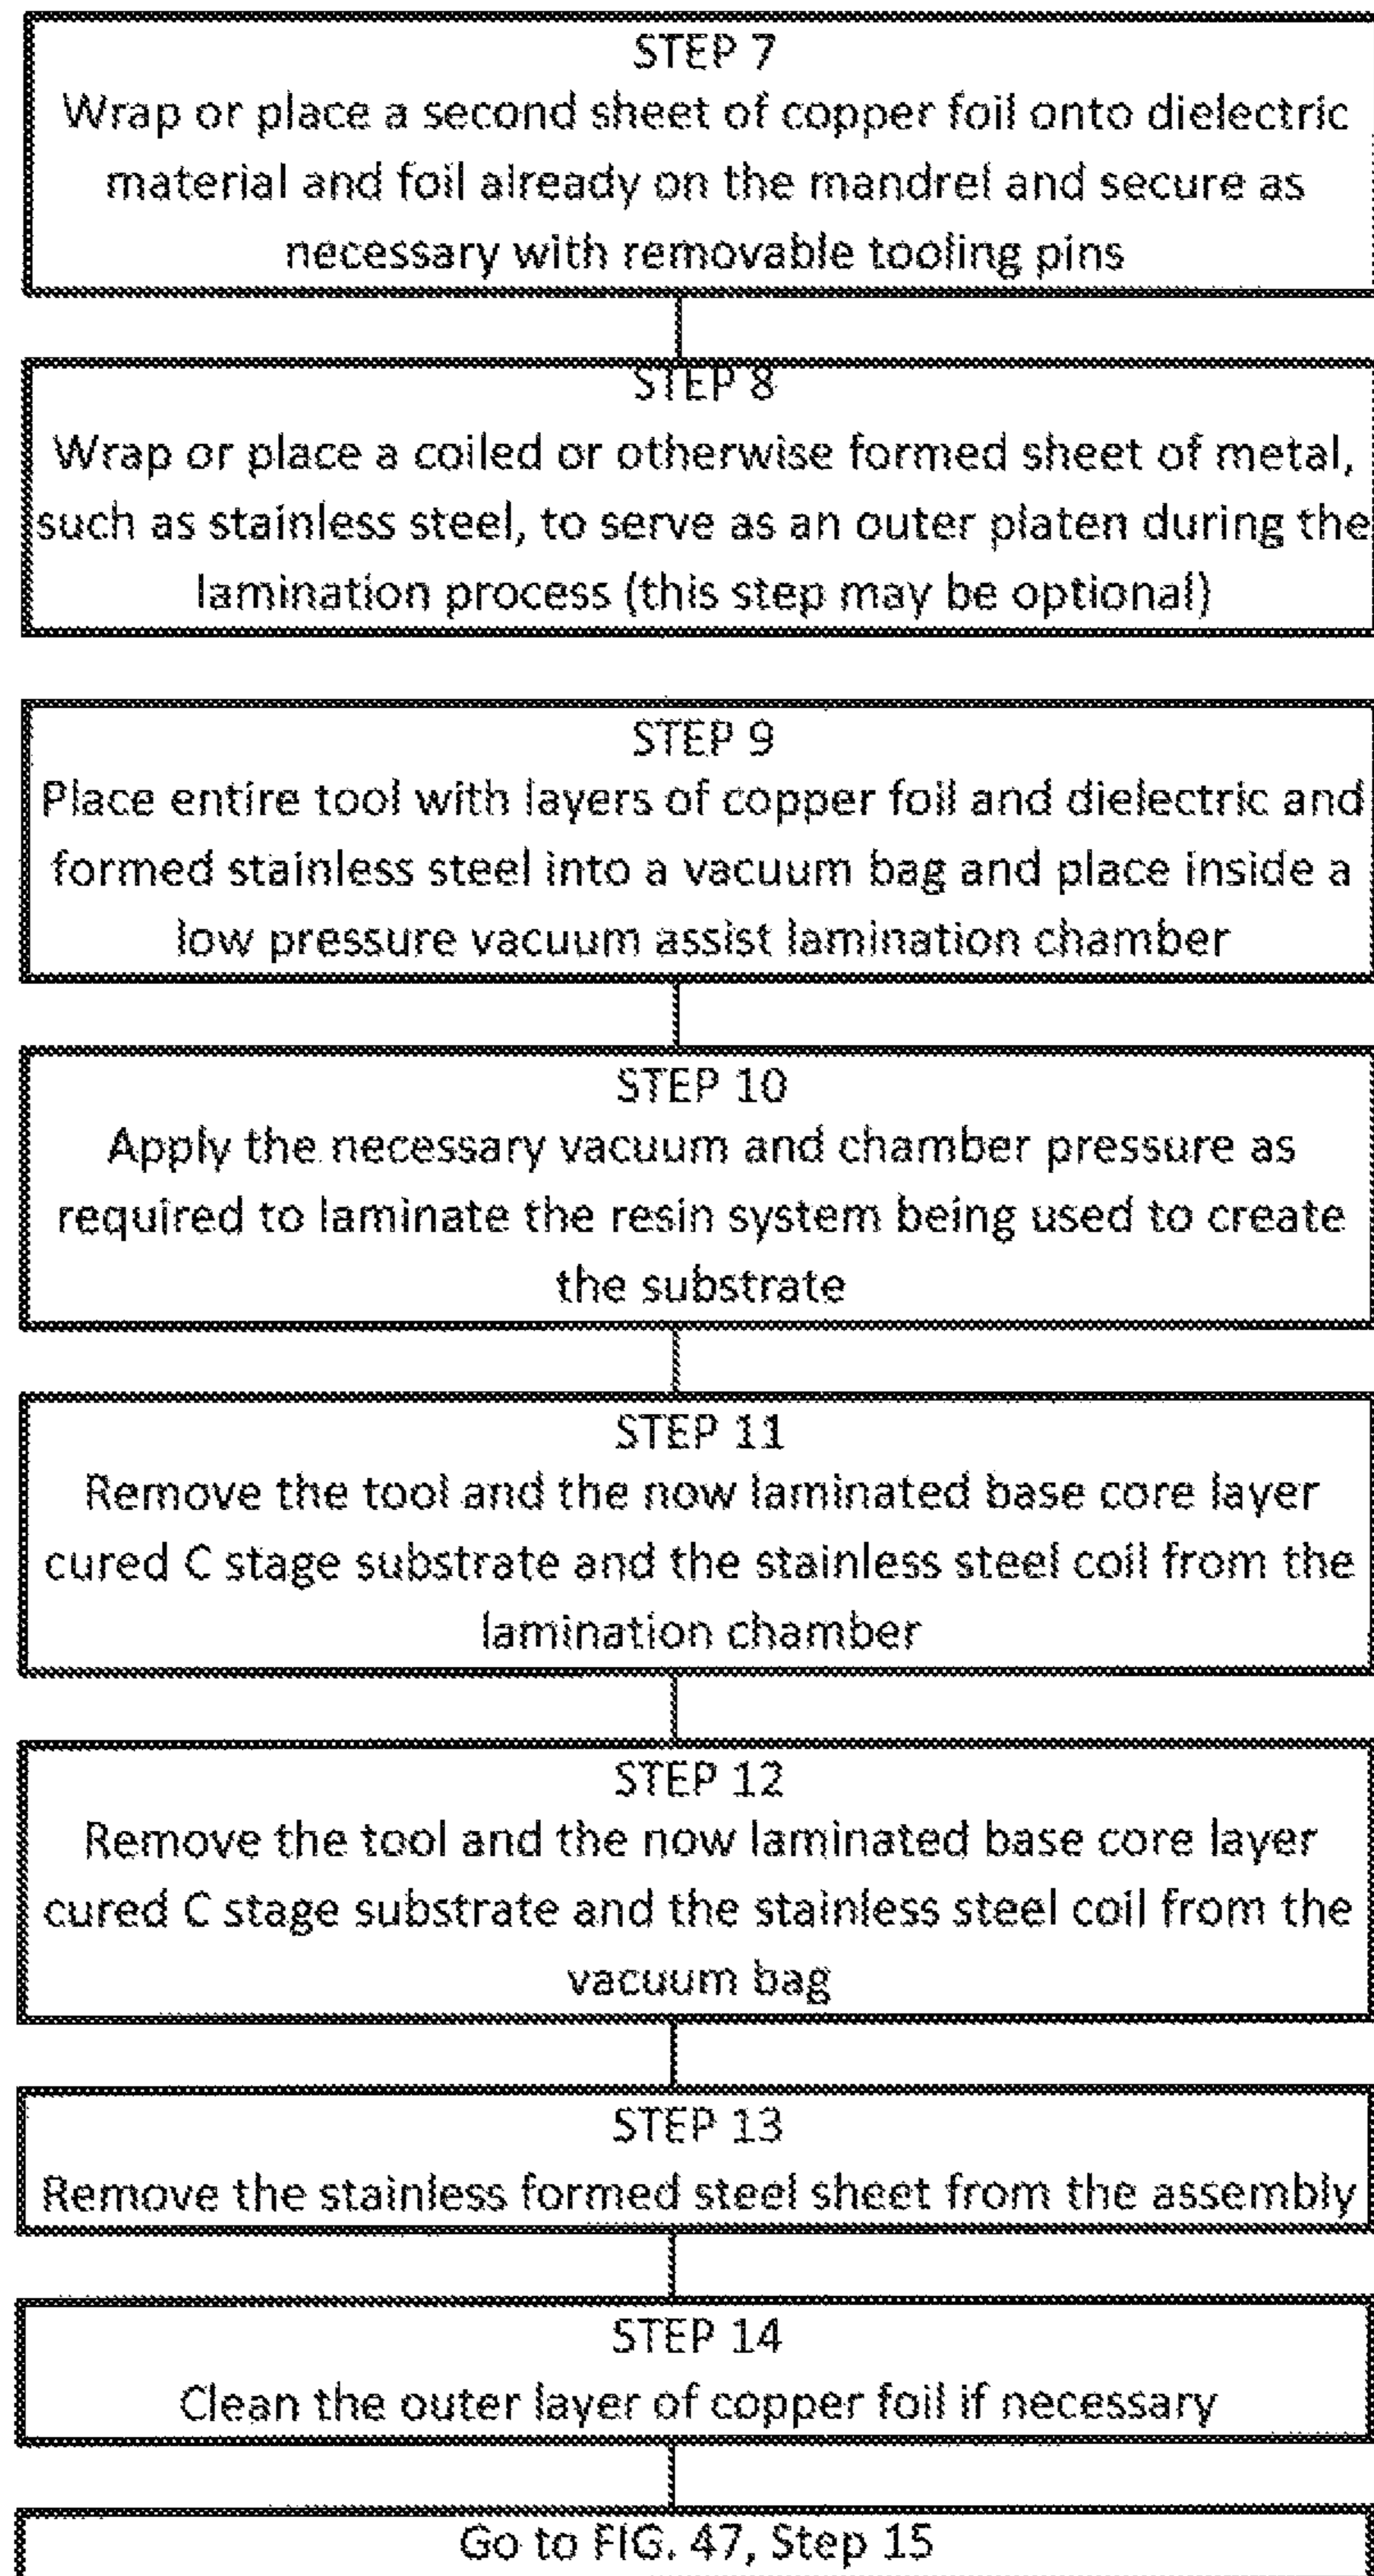 STEP 7
Wrap or place a second sheet of copper foil onto dielectric
material and foil already on the mandrel and secure as
necessary with removable tooling pins
STEP 8
Wrap or place a coiled or otherwise formed sheet of metal,
such as stainless steel, to serve as an outer platen during the
lamination process (this step may be optional)
STEP 9
Place entire tool with layers of copper foil and dielectric and
formed stainless steel into a vacuum bag and place inside a
low pressure vacuum assist lamination chamber
STEP 10
Apply the necessary vacuum and chamber pressure as
required to laminate the resin system being used to create
the substrate
STEP 11
Remove the tool and the now laminated base core layer
cured C stage substrate and the stainless steel coil from the
lamination chamber
STEP 12
Remove the tool and the now laminated base core layer
cured C stage substrate and the stainless steel coil from the
vacuum bag
STEP 13
Remove the stainless formed steel sheet from the assembly
STEP 14
Clean the outer layer of copper foil if necessary
Go to FIG. 47, Step 15